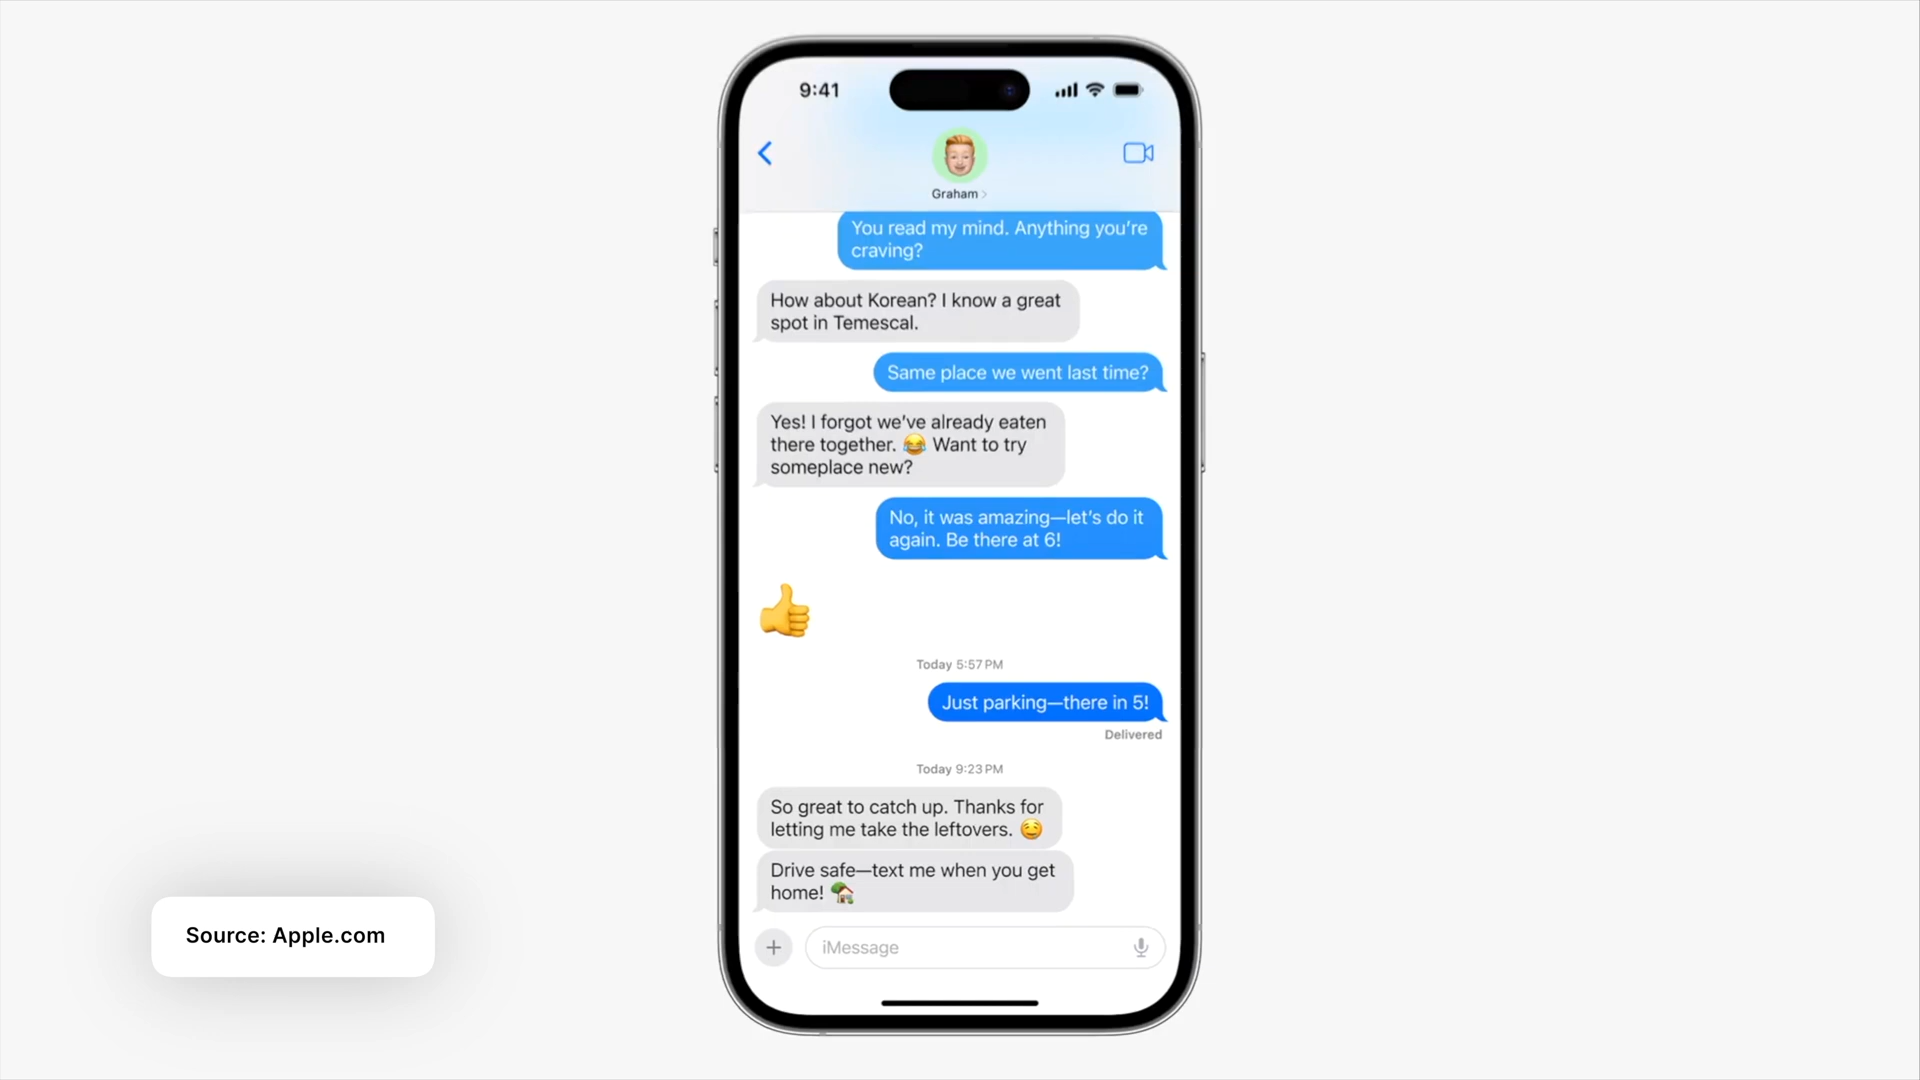 9:41
Graham
You read my mind. Anything you’re
craving?
How about Korean? I know a great
spot in Temescal.
Same place we went last time?
Yes! I forgot we’ve already eaten
there together. 😂 Want to try
someplace new?
No, it was amazing—let’s do it
again. Be there at 6!
👍
Today 5:57 PM
Just parking—there in 5!
Delivered
Today 9:23 PM
So great to catch up. Thanks for
letting me take the leftovers. 😋
Drive safe—text me when you get
home! 🏡
iMessage
Source: Apple.com